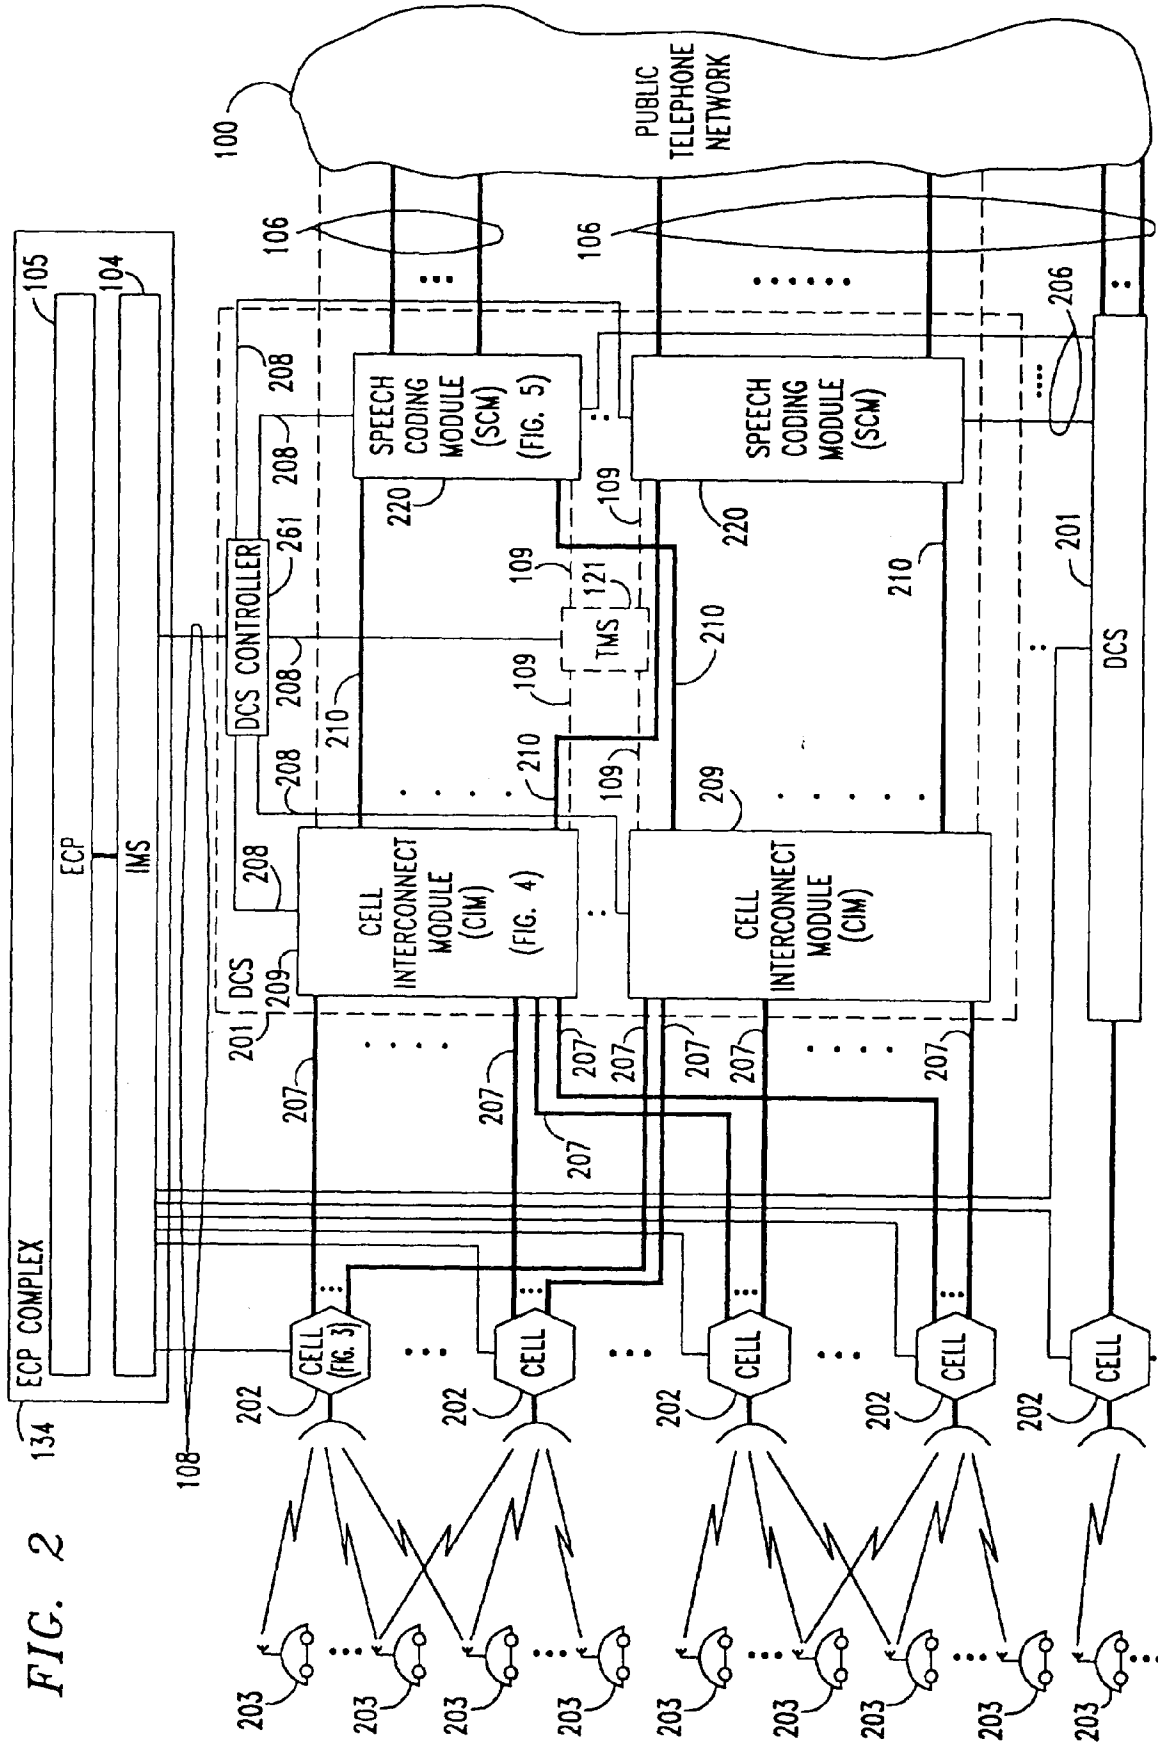 FIG. 2
134
ECP COMPLEX
ECP
105
IMS
104
108
100
PUBLIC
TELEPHONE
NETWORK
106
106
201 DCS
DCS CONTROLLER
261
208
208
208
208
208
209
CELL
INTERCONNECT
MODULE
(CIM)
(FIG. 4)
209
CELL
INTERCONNECT
MODULE
(CIM)
210
210
210
210
109
109
109
109
TMS
121
220
SPEECH
CODING
MODULE
(SCM)
(FIG. 5)
220
SPEECH
CODING
MODULE
(SCM)
206
201
DCS
207
207
207
207
207
207
207
207
202
CELL
(FIG. 3)
202
CELL
202
CELL
202
CELL
202
CELL
203
203
203
203
203
203
203
203
203